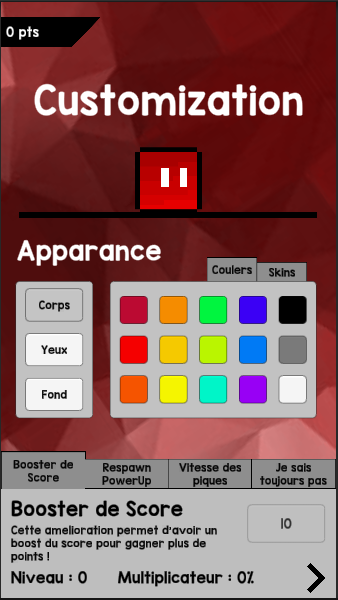 0 pts
Customization
Apparance
Coulers
Skins
Corps
Yeux
Fond
Booster de
Score
Respawn
PowerUp
Vitesse des
piques
Je sais
toujours pas
Booster de Score
Cette amelioration permet d'avoir un
boost du score pour gagner plus de
points !
10
Niveau : 0
Multiplicateur : 0%